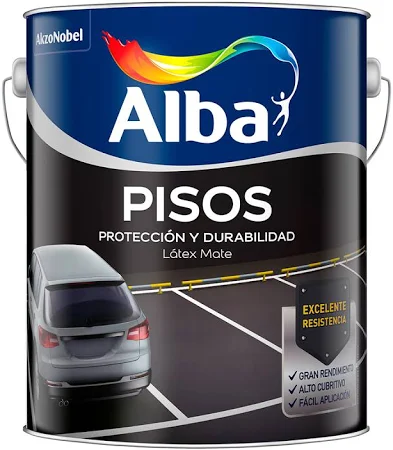 AkzoNobel
Alba
PISOS
PROTECCIÓN Y DURABILIDAD
Látex Mate
EXCELENTE
RESISTENCIA
✓ GRAN RENDIMIENTO
✓ ALTO CUBRITIVO
✓ FÁCIL APLICACIÓN